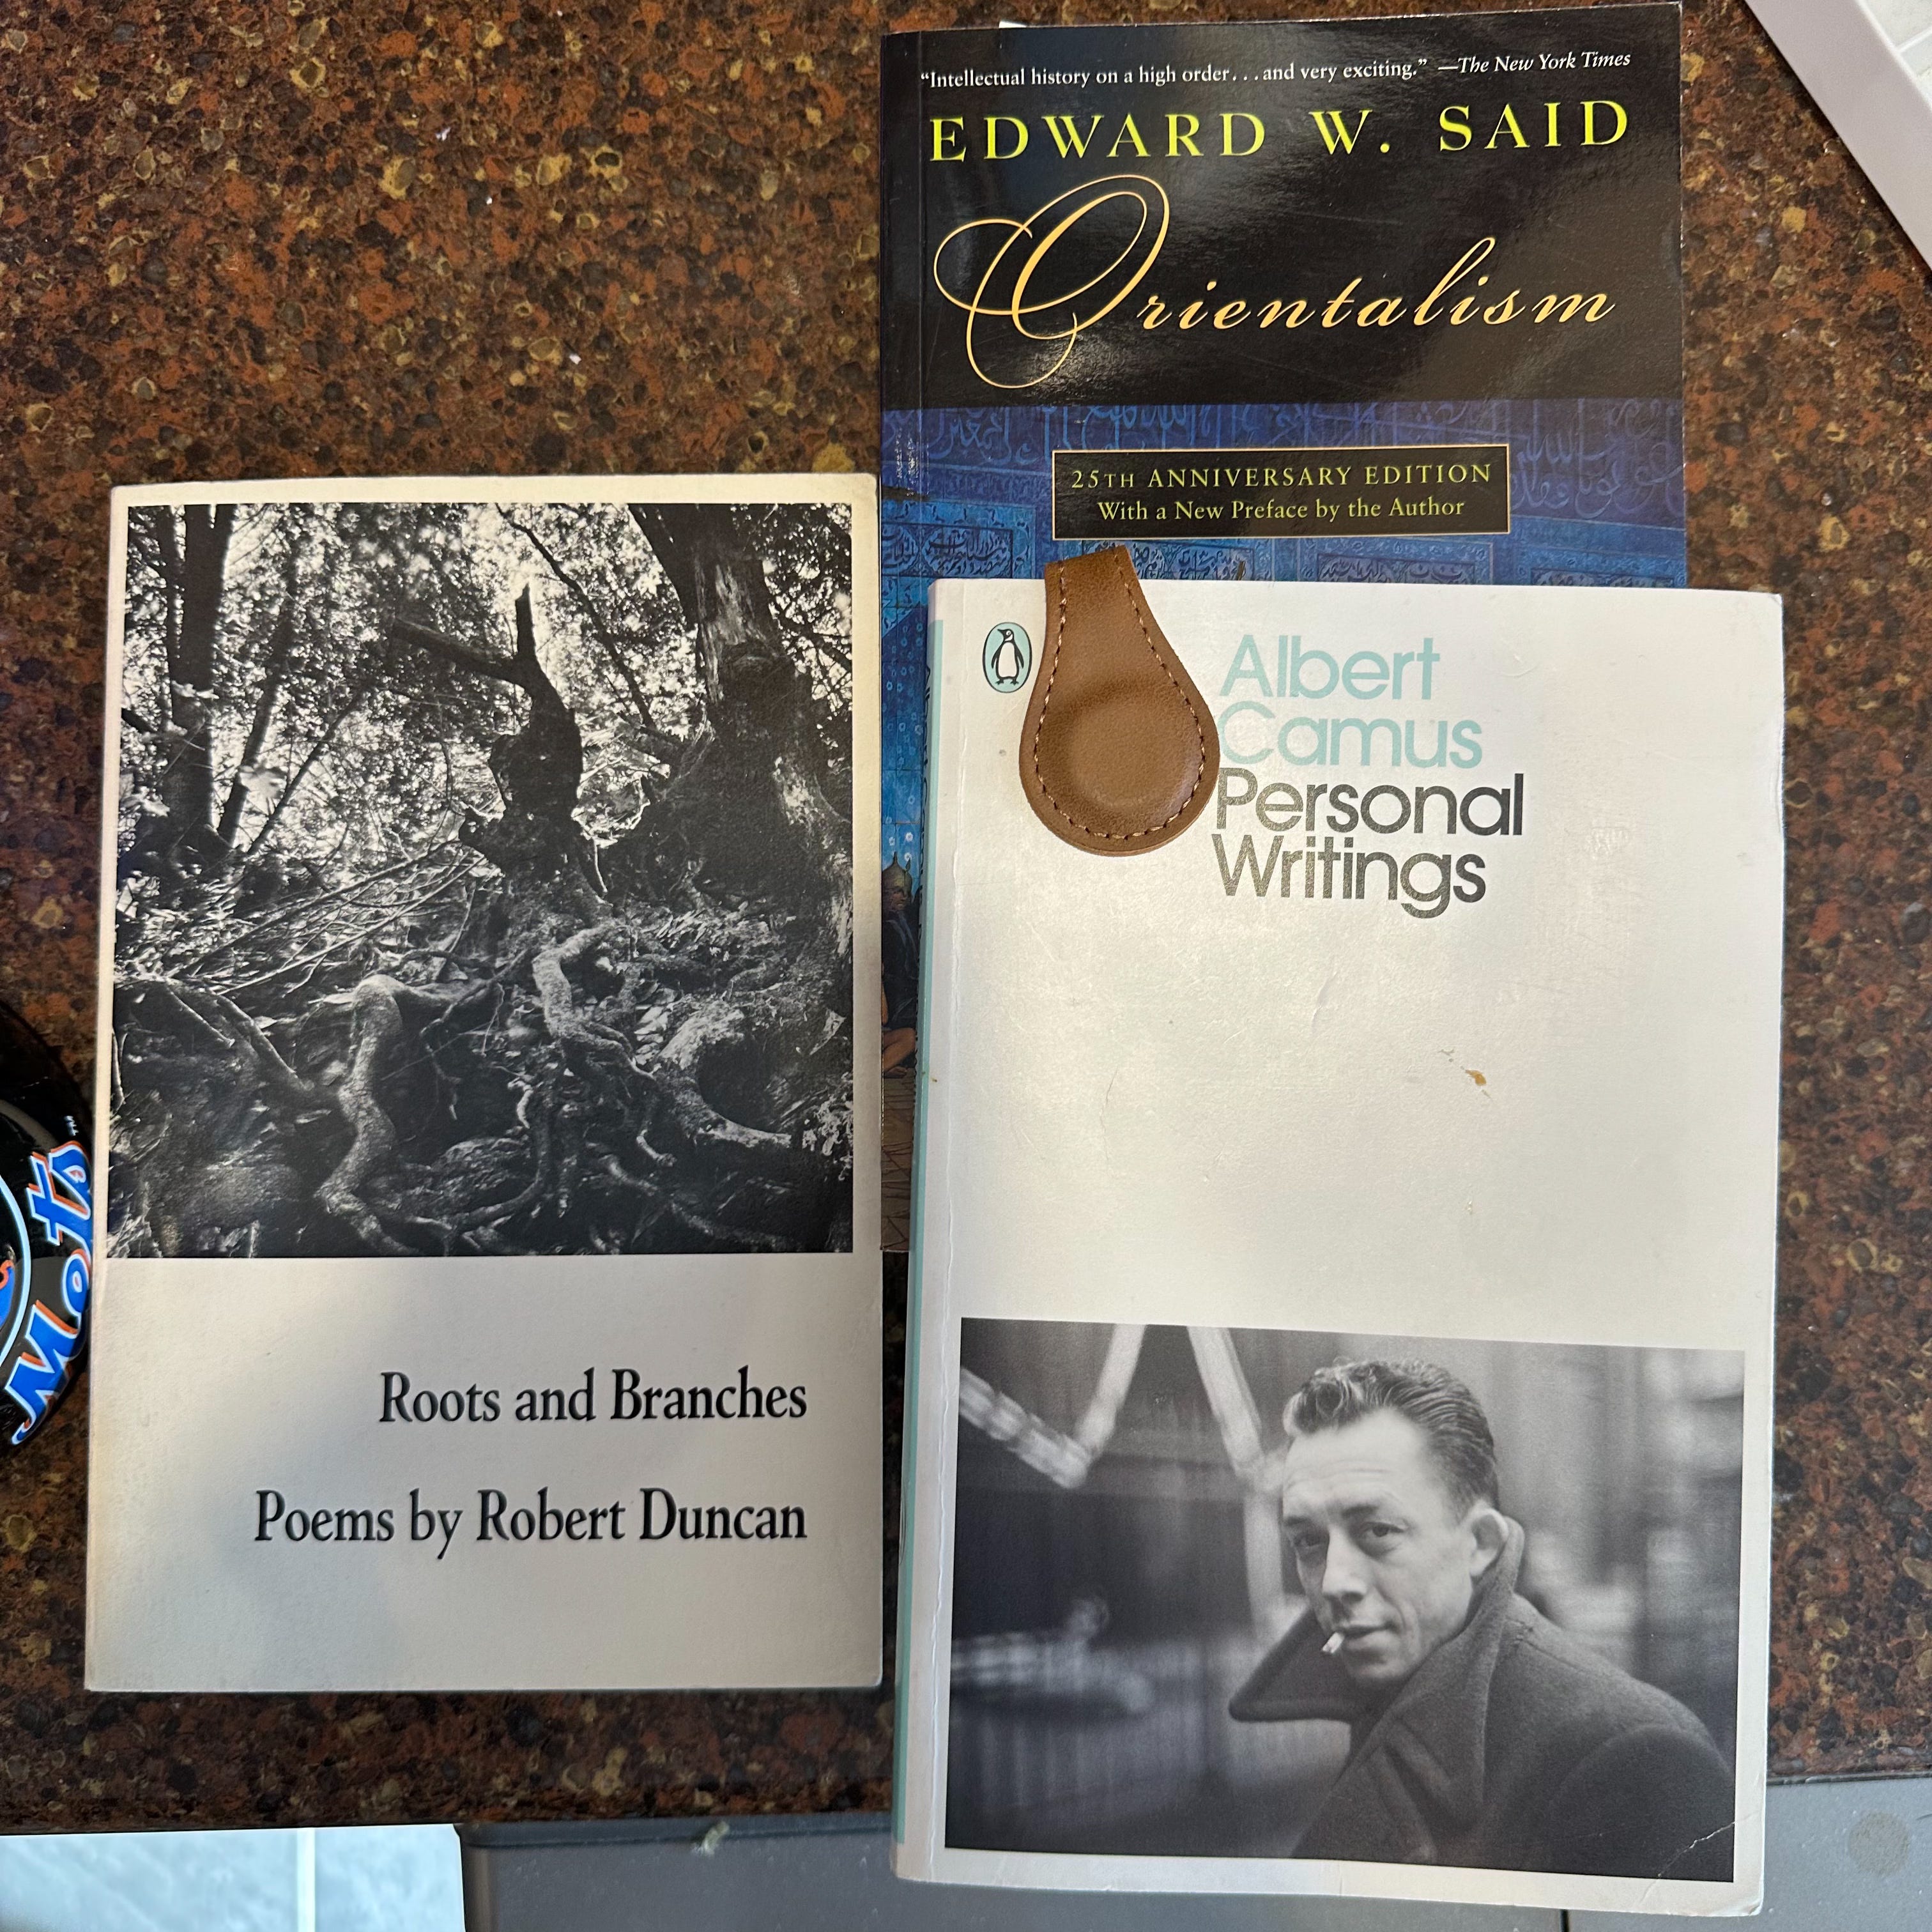 “Intellectual history on a high order...and very exciting.” —The New York Times
EDWARD W. SAID
Orientalism
25TH ANNIVERSARY EDITION
With a New Preface by the Author
Albert
Camus
Personal
Writings
Roots and Branches
Poems by Robert Duncan
Mets
TM